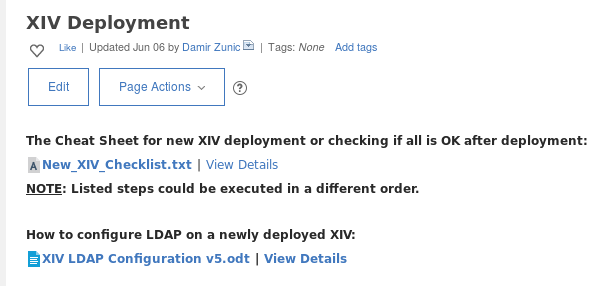 XIV Deployment
Like | Updated Jun 06 by Damir Zunic | Tags: None Add tags
Edit Page Actions ?
The Cheat Sheet for new XIV deployment or checking if all is OK after deployment:
New_XIV_Checklist.txt | View Details
NOTE: Listed steps could be executed in a different order.
How to configure LDAP on a newly deployed XIV:
XIV LDAP Configuration v5.odt | View Details